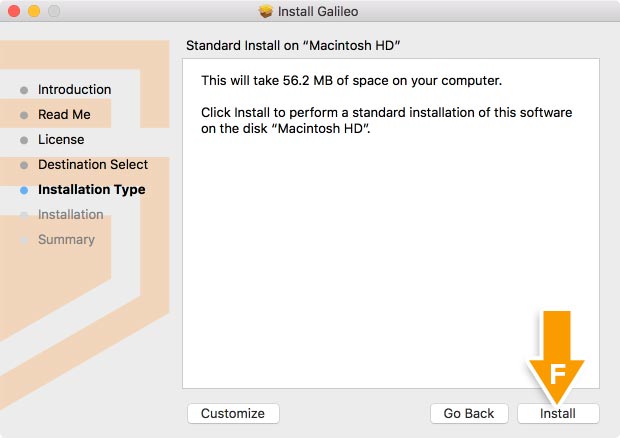 Install Galileo
Standard Install on “Macintosh HD”
Introduction
Read Me
License
Destination Select
Installation Type
Installation
Summary
This will take 56.2 MB of space on your computer.
Click Install to perform a standard installation of this software
on the disk “Macintosh HD”.
F
Customize
Go Back
Install